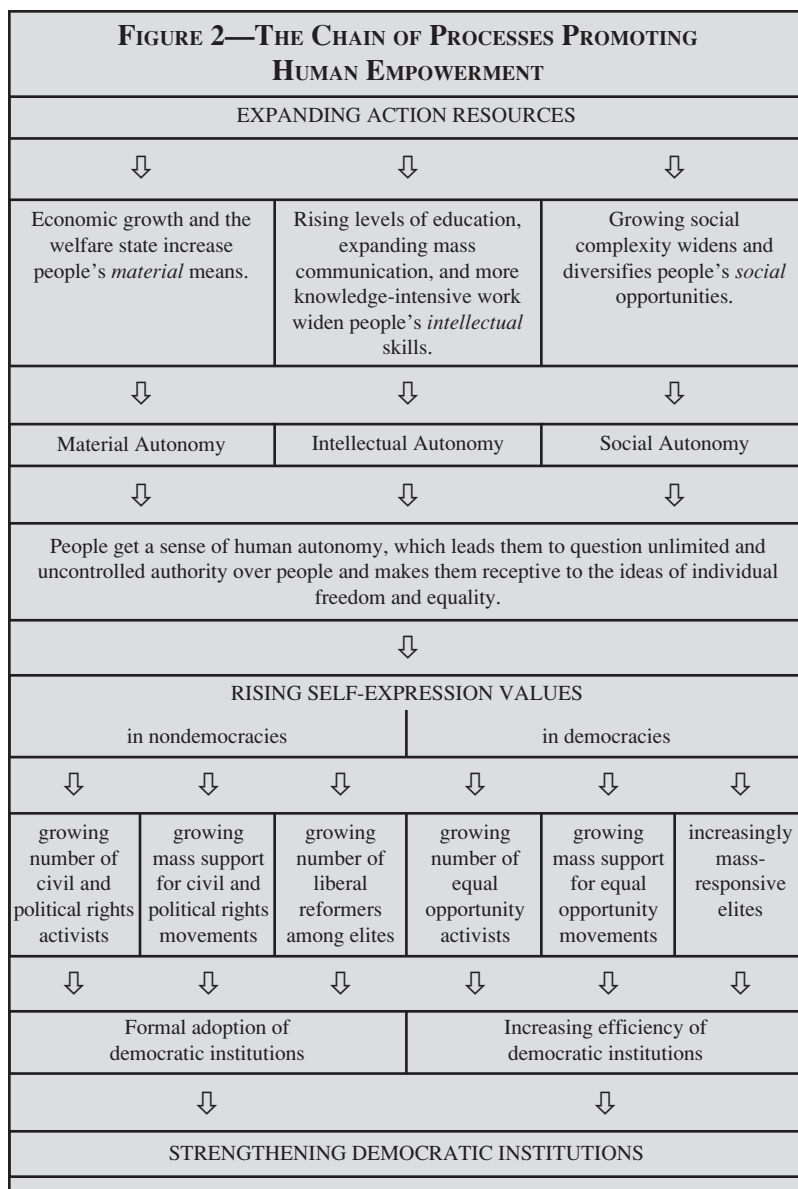 FIGURE 2—THE CHAIN OF PROCESSES PROMOTING
HUMAN EMPOWERMENT
EXPANDING ACTION RESOURCES
Economic growth and the
welfare state increase
people's material means.
Rising levels of education,
expanding mass
communication, and more
knowledge-intensive work
widen people's intellectual
skills.
Growing social
complexity widens and
diversifies people's social
opportunities.
Material Autonomy
Intellectual Autonomy
Social Autonomy
People get a sense of human autonomy, which leads them to question unlimited and
uncontrolled authority over people and makes them receptive to the ideas of individual
freedom and equality.
RISING SELF-EXPRESSION VALUES
in nondemocracies
in democracies
growing
number of
civil and
political rights
activists
growing
mass support
for civil and
political rights
movements
growing
number of
liberal
reformers
among elites
growing
number of
equal
opportunity
activists
growing
mass support
for equal
opportunity
movements
increasingly
mass-
responsive
elites
Formal adoption of
democratic institutions
Increasing efficiency of
democratic institutions
STRENGTHENING DEMOCRATIC INSTITUTIONS